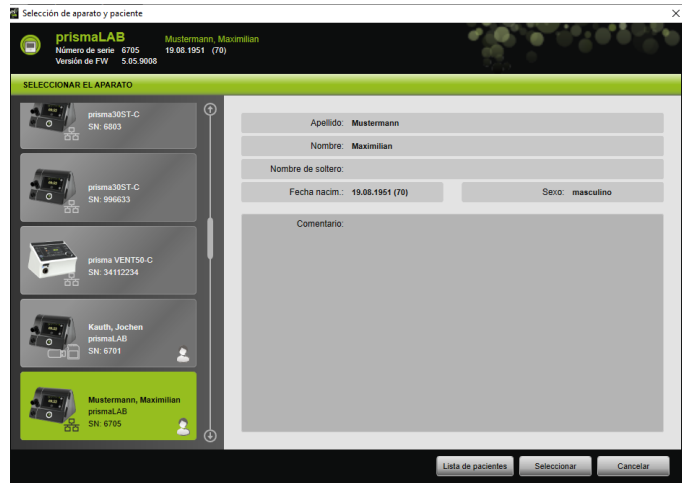 Selección de aparato y paciente
prismaLAB
Mustermann, Maximilian
Número de serie 6705
19.08.1951 (70)
Versión de FW 5.05.9008
SELECCIONAR EL APARATO
prisma30ST-C
SN: 6803
prisma30ST-C
SN: 996633
prisma VENT50-C
SN: 34112234
Kauth, Jochen
prismaLAB
SN: 6701
Mustermann, Maximilian
prismaLAB
SN: 6705
Apellido: Mustermann
Nombre: Maximilian
Nombre de soltero:
Fecha nacim.: 19.08.1951 (70)
Sexo: masculino
Comentario:
Lista de pacientes
Seleccionar
Cancelar